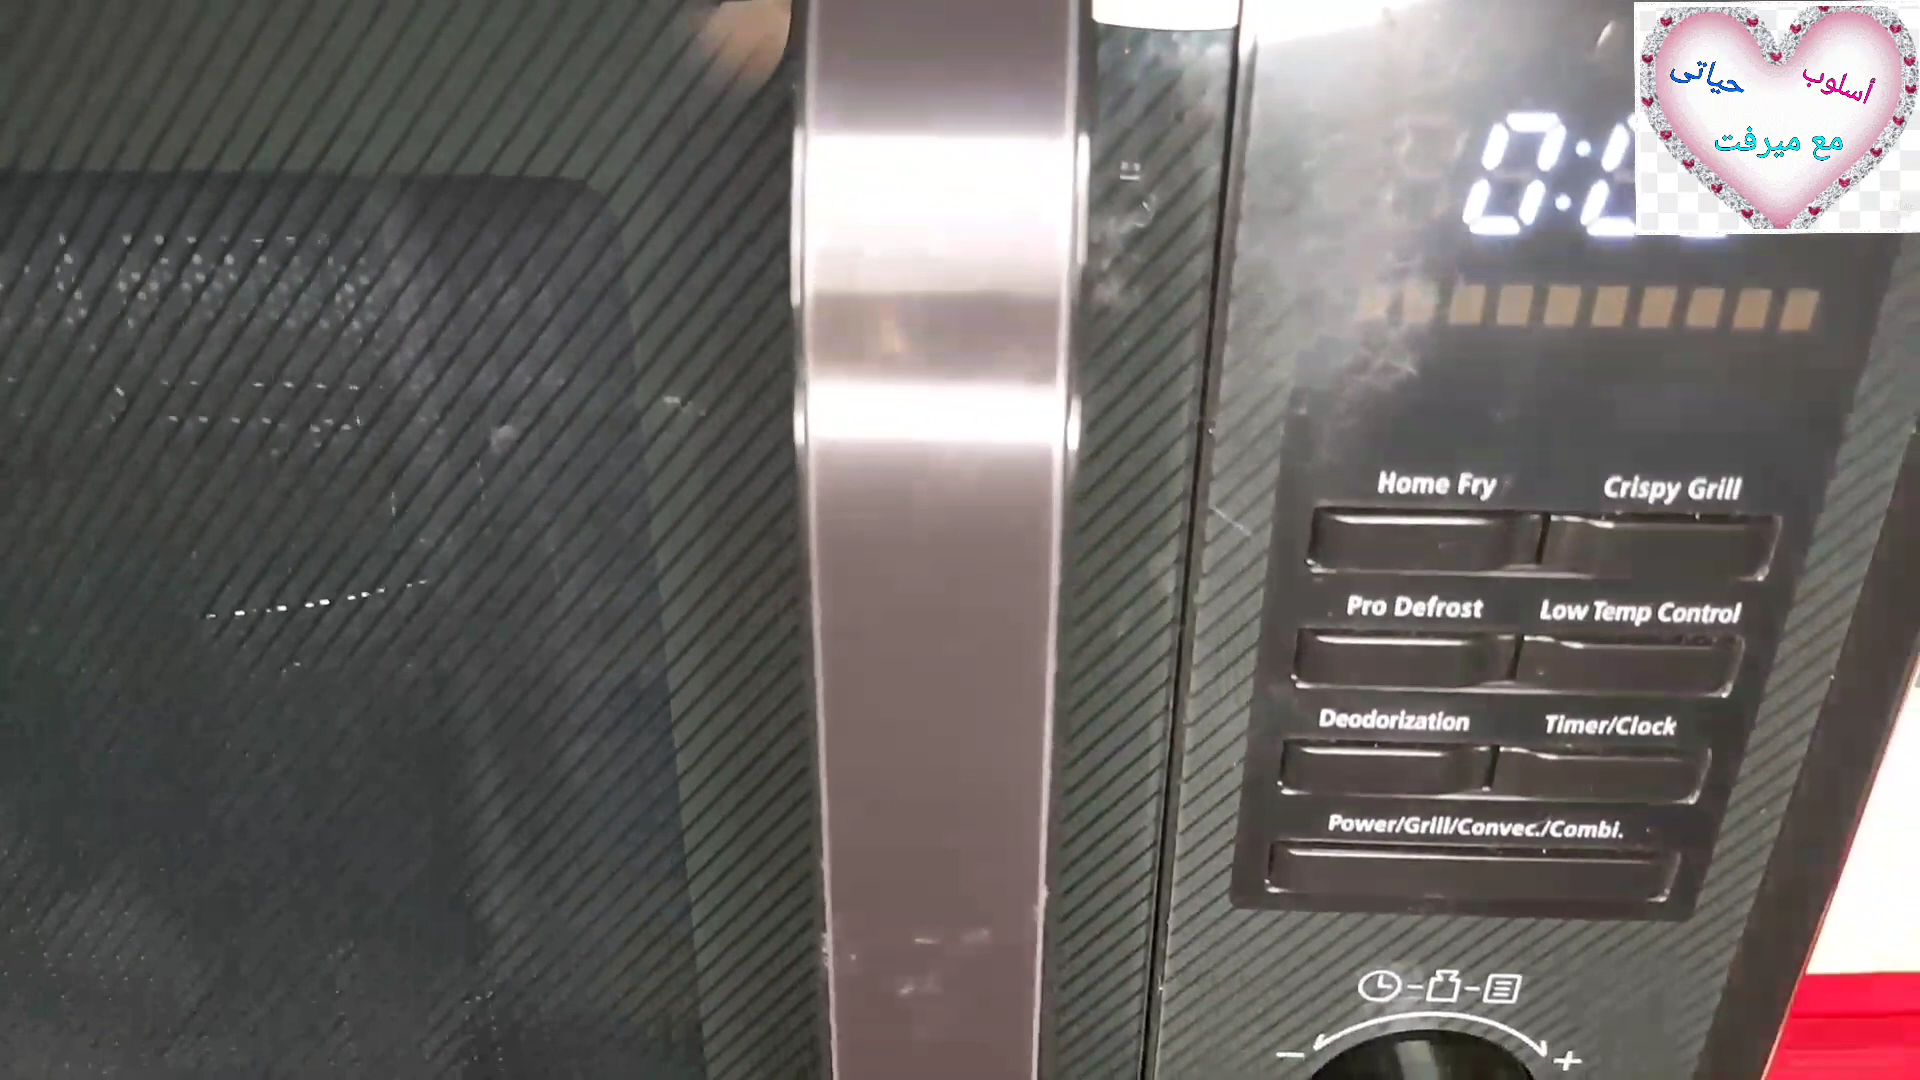 أسلوب حياتى
مع ميرفت
Home Fry Crispy Grill
Pro Defrost Low Temp Control
Deodorization Timer/Clock
Power/Grill/Convec./Combi.
- +